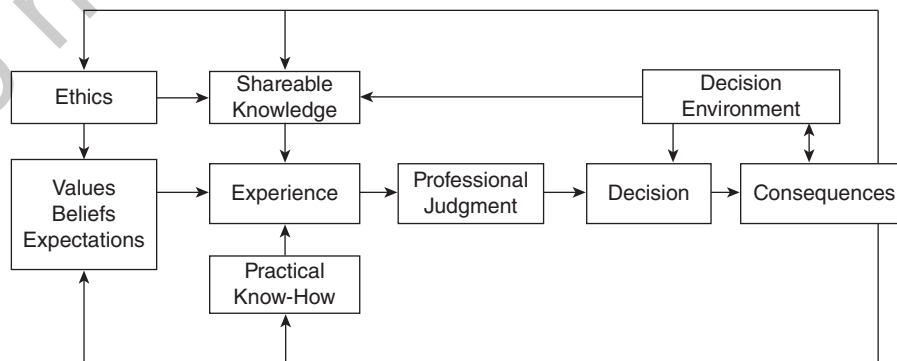 Ethics
Shareable
Knowledge
Decision
Environment
Values
Beliefs
Expectations
Experience
Professional
Judgment
Decision
Consequences
Practical
Know-How